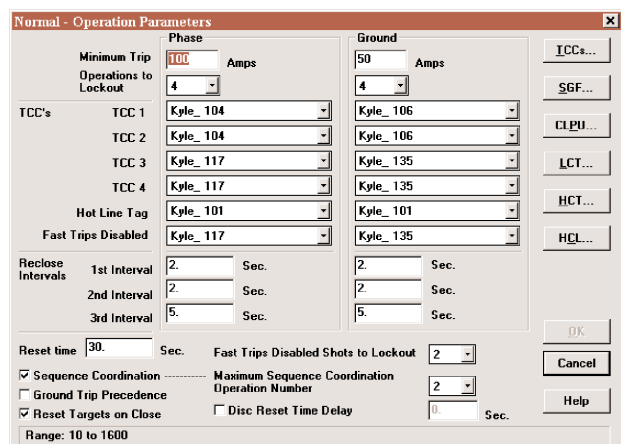 Normal - Operation Parameters
Phase Ground
Minimum Trip 100 Amps 50 Amps TCCs...
Operations to
Lockout 4 4 SGF...
TCC's TCC 1 Kyle_ 104 Kyle_ 106
TCC 2 Kyle_ 104 Kyle_ 106 CLPU...
TCC 3 Kyle_ 117 Kyle_ 135 LCT...
TCC 4 Kyle_ 117 Kyle_ 135
Hot Line Tag Kyle_ 101 Kyle_ 101 HCT...
Fast Trips Disabled Kyle_ 117 Kyle_ 135 HCL...
Reclose
Intervals 1st Interval 2. Sec. 2. Sec.
2nd Interval 2. Sec. 2. Sec.
3rd Interval 5. Sec. 5. Sec.
OK
Reset time 30. Sec. Fast Trips Disabled Shots to Lockout 2
Cancel
Sequence Coordination ---------- Maximum Sequence Coordination
Operation Number 2
Ground Trip Precedence Help
Reset Targets on Close Disc Reset Time Delay 0. Sec.
Range: 10 to 1600